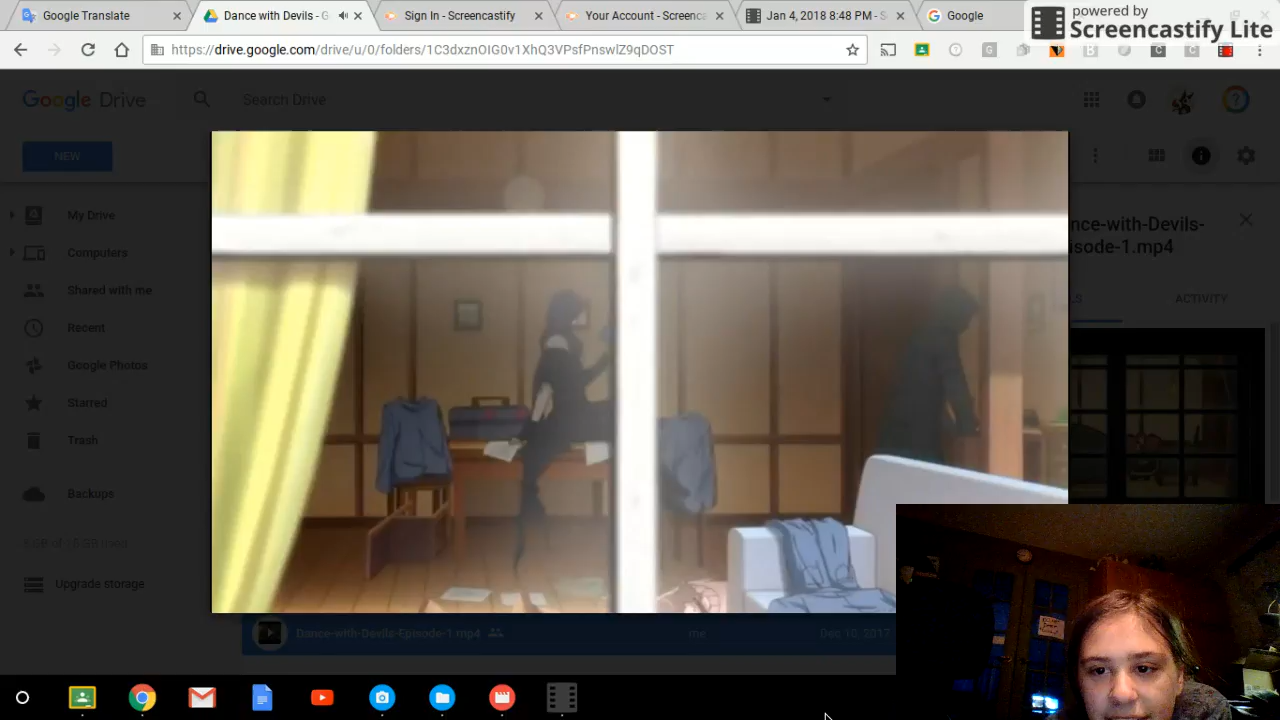 Google Translate
Dance with Devils - G
Sign In - Screencastify
Your Account - Screenca
Jan 4, 2018 8:48 PM - S
Google
powered by
Screencastify Lite
https://drive.google.com/drive/u/0/folders/1C3dxznOIG0v1XhQ3VPsfPnswlZ9qDOST
Google Drive
Search Drive
NEW
My Drive
Computers
Shared with me
Recent
Google Photos
Starred
Trash
Backups
Upgrade storage
nce-with-Devils-
isode-1.mp4
LS
ACTIVITY
Dance-with-Devils-Episode-1.mp4
me
Dec 10, 2017